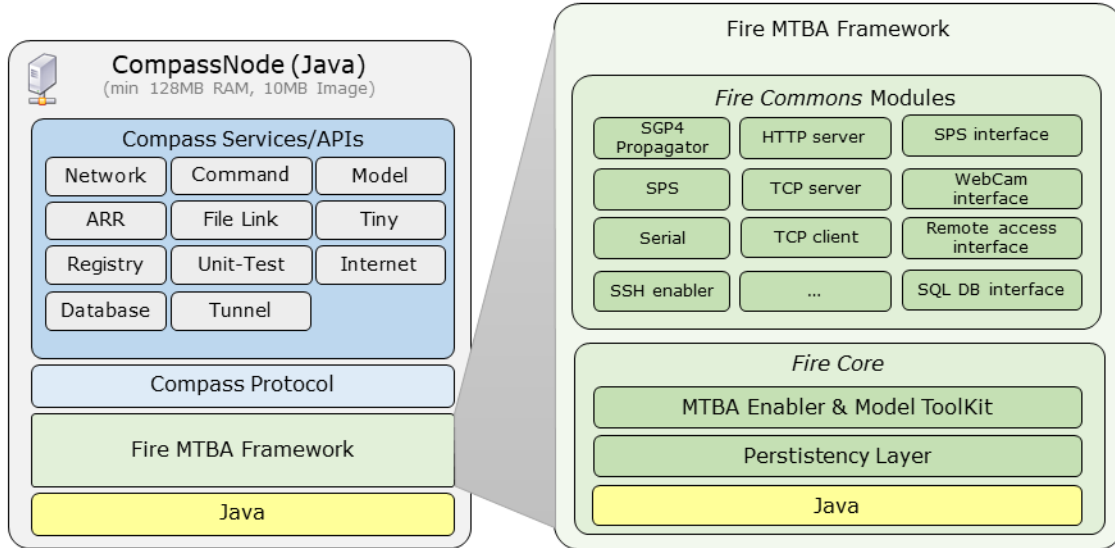 CompassNode (Java)
(min 128MB RAM, 10MB Image)
Compass Services/APIs
Network
Command
Model
ARR
File Link
Tiny
Registry
Unit-Test
Internet
Database
Tunnel
Compass Protocol
Fire MTBA Framework
Java
Fire MTBA Framework
Fire Commons Modules
SGP4
Propagator
HTTP server
SPS interface
SPS
TCP server
WebCam
interface
Serial
TCP client
Remote access
interface
SSH enabler
...
SQL DB interface
Fire Core
MTBA Enabler & Model ToolKit
Perstistency Layer
Java